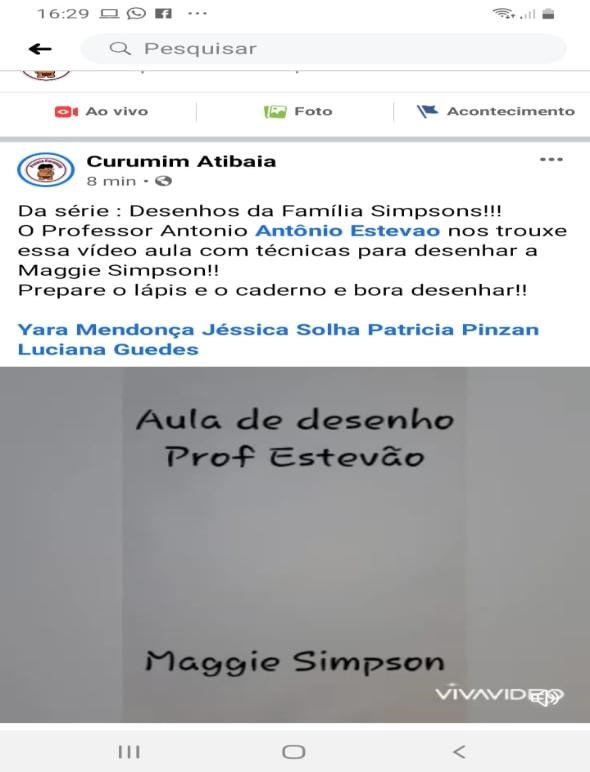 16:29
Pesquisar
Ao vivo
Foto
Acontecimento
Curumim Atibaia
8 min
Da série : Desenhos da Família Simpsons!!!
O Professor Antonio Antônio Estevao nos trouxe
essa vídeo aula com técnicas para desenhar a
Maggie Simpson!!
Prepare o lápis e o caderno e bora desenhar!!
Yara Mendonça Jéssica Solha Patricia Pinzan
Luciana Guedes
Aula de desenho
Prof Estevão
Maggie Simpson
VIVAVIDEO